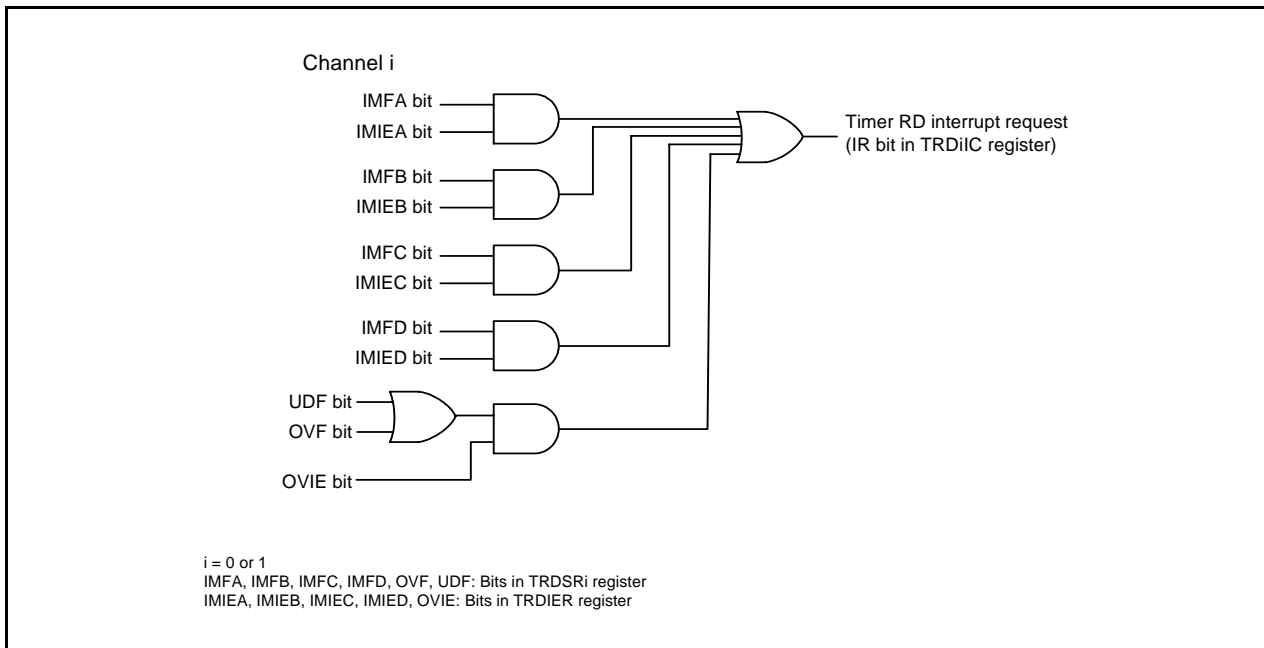 Channel i
IMFA bit
IMIEA bit
IMFB bit
IMIEB bit
IMFC bit
IMIEC bit
IMFD bit
IMIED bit
UDF bit
OVF bit
OVIE bit
Timer RD interrupt request
(IR bit in TRDiIC register)
i = 0 or 1
IMFA, IMFB, IMFC, IMFD, OVF, UDF: Bits in TRDSRi register
IMIEA, IMIEB, IMIEC, IMIED, OVIE: Bits in TRDIER register